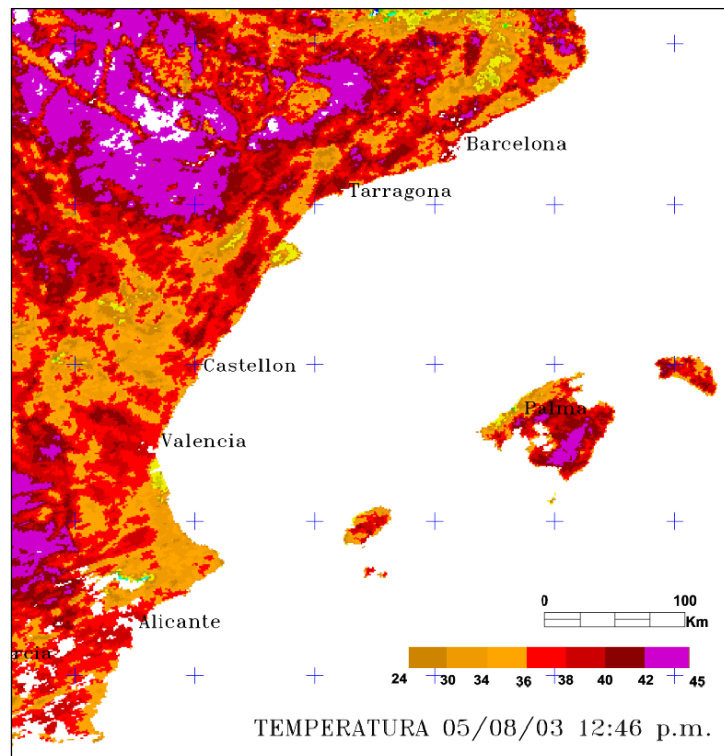 Barcelona
Tarragona
Castellon
Palma
Valencia
Alicante
rcia
0 100
Km
24 30 34 36 38 40 42 45
TEMPERATURA 05/08/03 12:46 p.m.